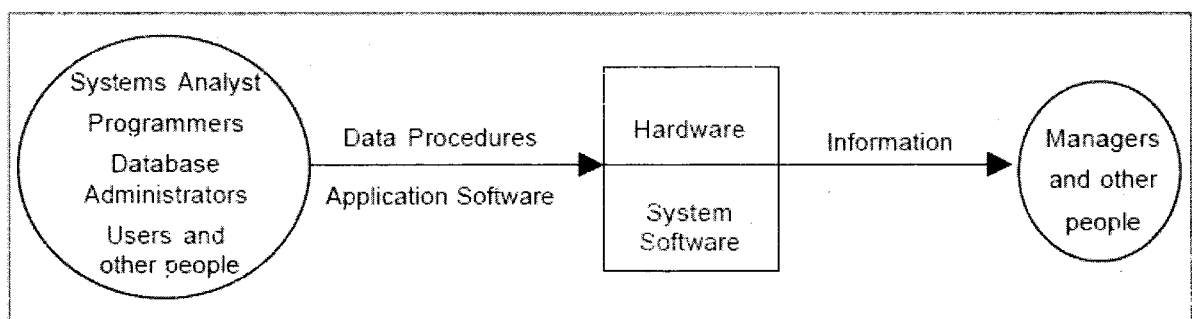 Systems Analyst
Programmers
Database
Administrators
Users and
other people
Data Procedures
Application Software
Hardware
System
Software
Information
Managers
and other
people